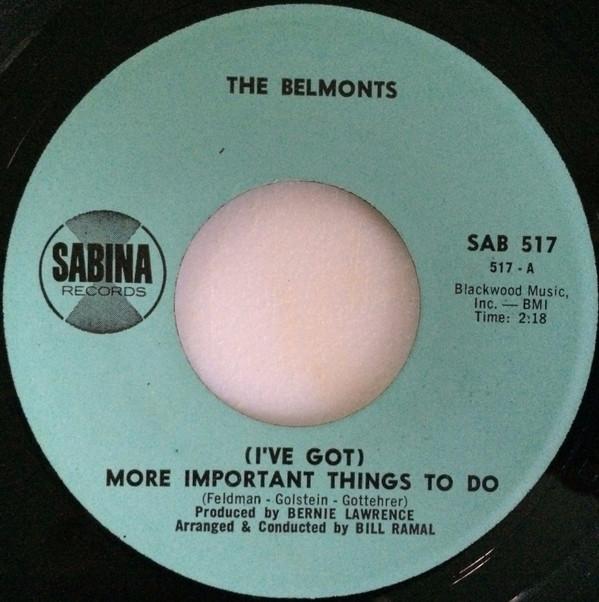 THE BELMONTS
SABINA
RECORDS
SAB 517
517 - A
Blackwood Music,
Inc. — BMI
Time: 2:18
(I'VE GOT)
MORE IMPORTANT THINGS TO DO
(Feldman - Golstein - Gottehrer)
Produced by BERNIE LAWRENCE
Arranged & Conducted by BILL RAMAL